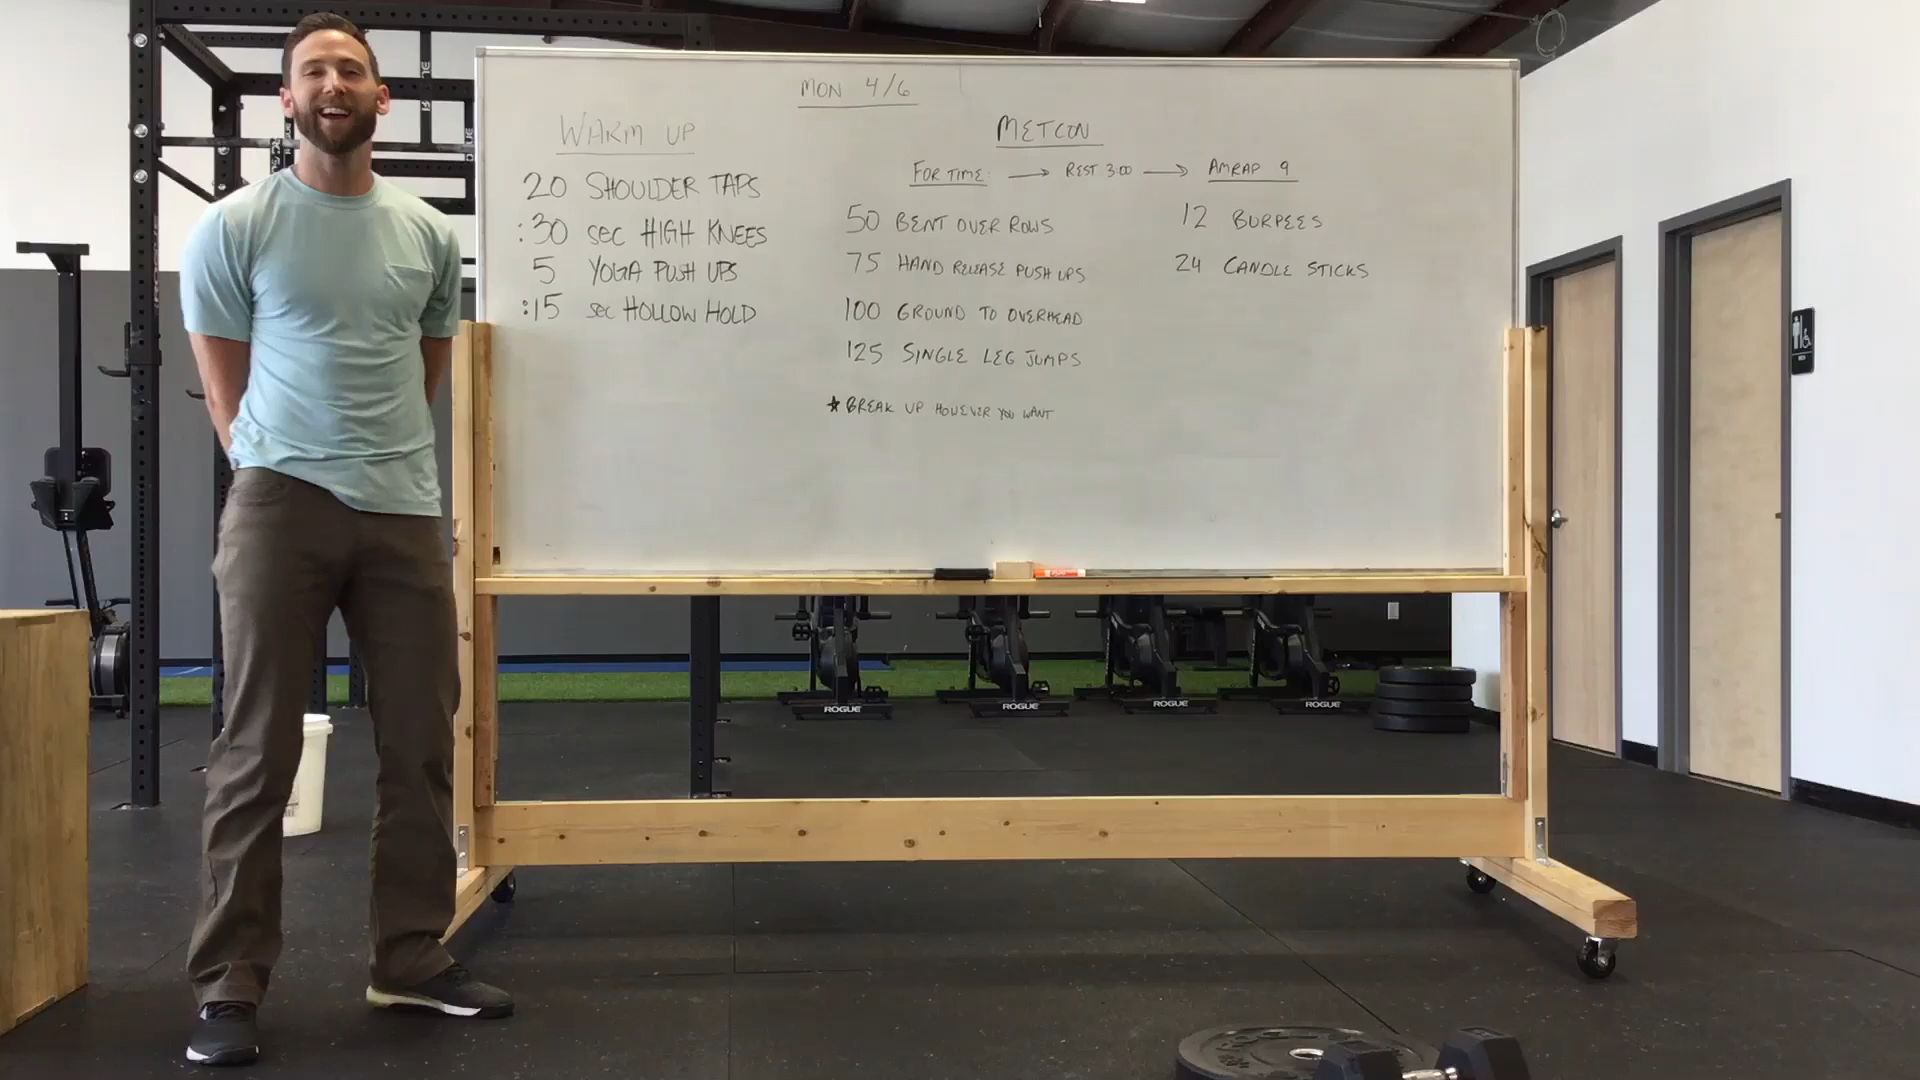 MON 4/6
WARM UP
20 SHOULDER TAPS
:30 sec HIGH KNEES
5 YOGA PUSH UPS
:15 sec HOLLOW HOLD
METCON
FOR TIME: → REST 3:00 → AMRAP 9
50 BENT OVER ROWS
75 HAND RELEASE PUSH UPS
100 GROUND TO OVERHEAD
125 SINGLE LEG JUMPS
★ BREAK UP HOWEVER YOU WANT
12 BURPEES
24 CANDLE STICKS
ROGUE
ROGUE
ROGUE
ROGUE